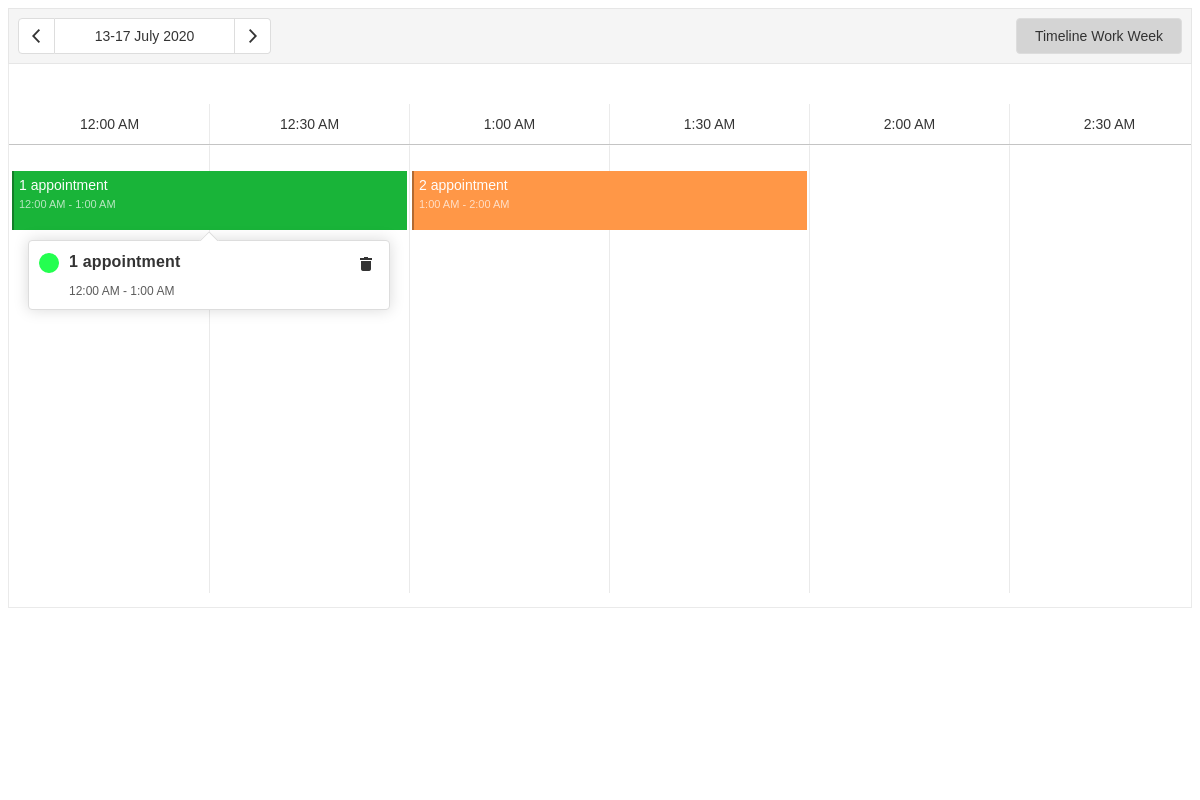 13-17 July 2020
Timeline Work Week
12:00 AM
12:30 AM
1:00 AM
1:30 AM
2:00 AM
2:30 AM
1 appointment
12:00 AM - 1:00 AM
2 appointment
1:00 AM - 2:00 AM
1 appointment
12:00 AM - 1:00 AM